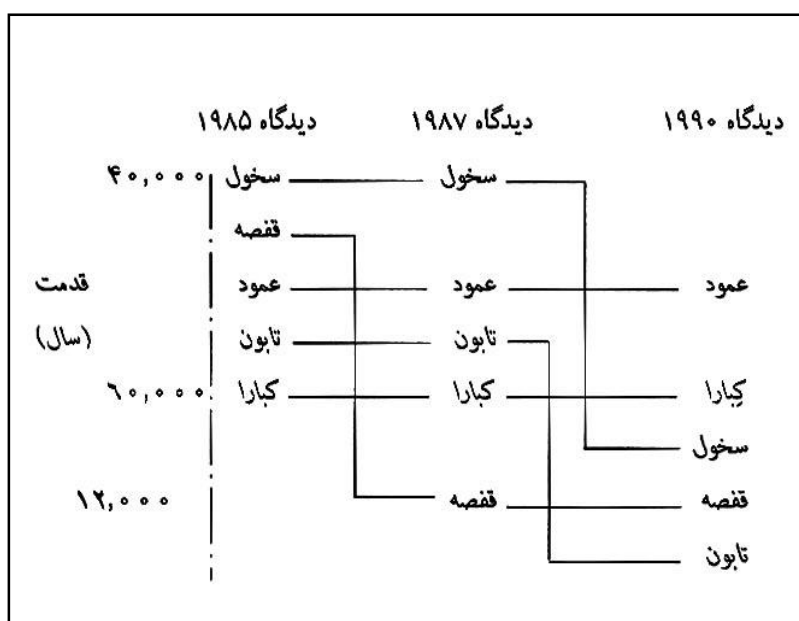 دیدگاه ۱۹۸۵ دیدگاه ۱۹۸۷ دیدگاه ۱۹۹۰
۴۰,۰۰۰ سخول سخول
قفصه
قدمت عمود عمود عمود
(سال) تابون تابون
۶۰,۰۰۰ کبارا کبارا کِبارا
سخول
۱۲,۰۰۰ قفصه قفصه
تابون